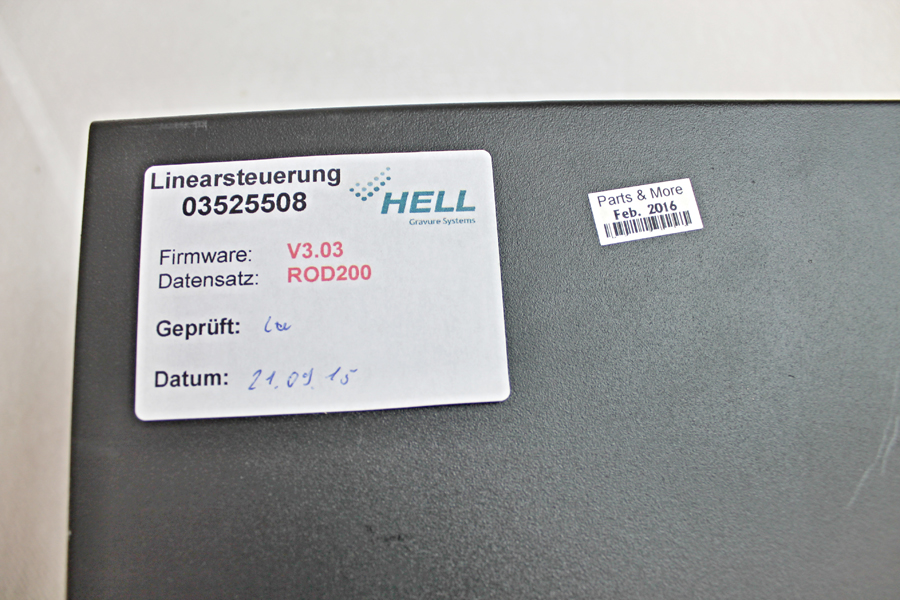 Linearsteuerung
03525508
HELL
Gravure Systems
Firmware: V3.03
Datensatz: ROD200
Geprüft:
Datum: 21.09.15
Parts & More
Feb. 2016